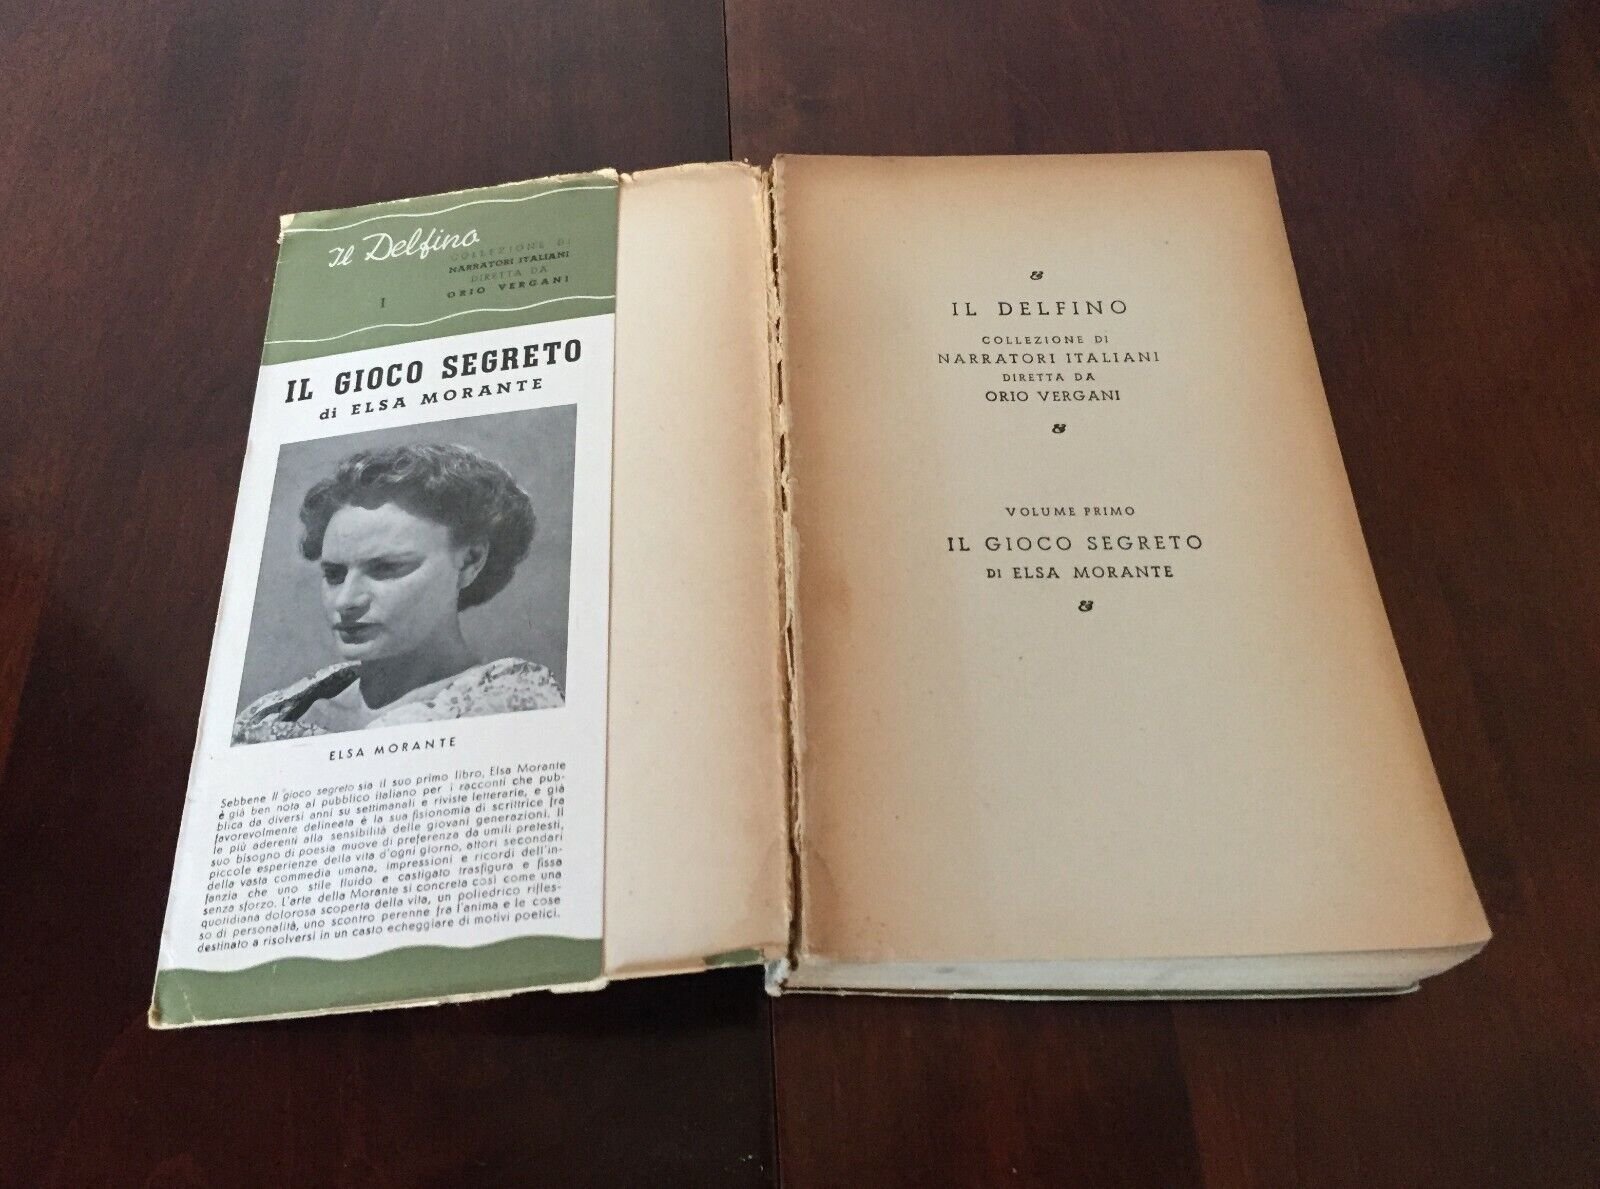 Il Delfino
COLLEZIONE DI
NARRATORI ITALIANI
DIRETTA DA
ORIO VERGANI
I
IL GIOCO SEGRETO
di ELSA MORANTE
ELSA MORANTE
Sebbene Il gioco segreto sia il suo primo libro, Elsa Morante
è già ben nota al pubblico italiano per i racconti che pub-
blica da diversi anni su settimanali e riviste letterarie, e già
favorevolmente delineata è la sua fisionomia di scrittrice fra
le più aderenti alla sensibilità delle giovani generazioni. Il
suo bisogno di poesia muove di preferenza da umili pretesti,
piccole esperienze della vita d'ogni giorno, attori secondari
della vasta commedia umana, impressioni e ricordi dell'in-
fanzia che uno stile fluido e castigato trasfigura e fissa
senza sforzo. L'arte della Morante si concreta così come una
quotidiana dolorosa scoperta della vita, un poliedrico rifles-
so di personalità, uno scontro perenne fra l'anima e le cose
destinato a risolversi in un casto echeggiare di motivi poetici.
&
IL DELFINO
COLLEZIONE DI
NARRATORI ITALIANI
DIRETTA DA
ORIO VERGANI
&
VOLUME PRIMO
IL GIOCO SEGRETO
DI ELSA MORANTE
&